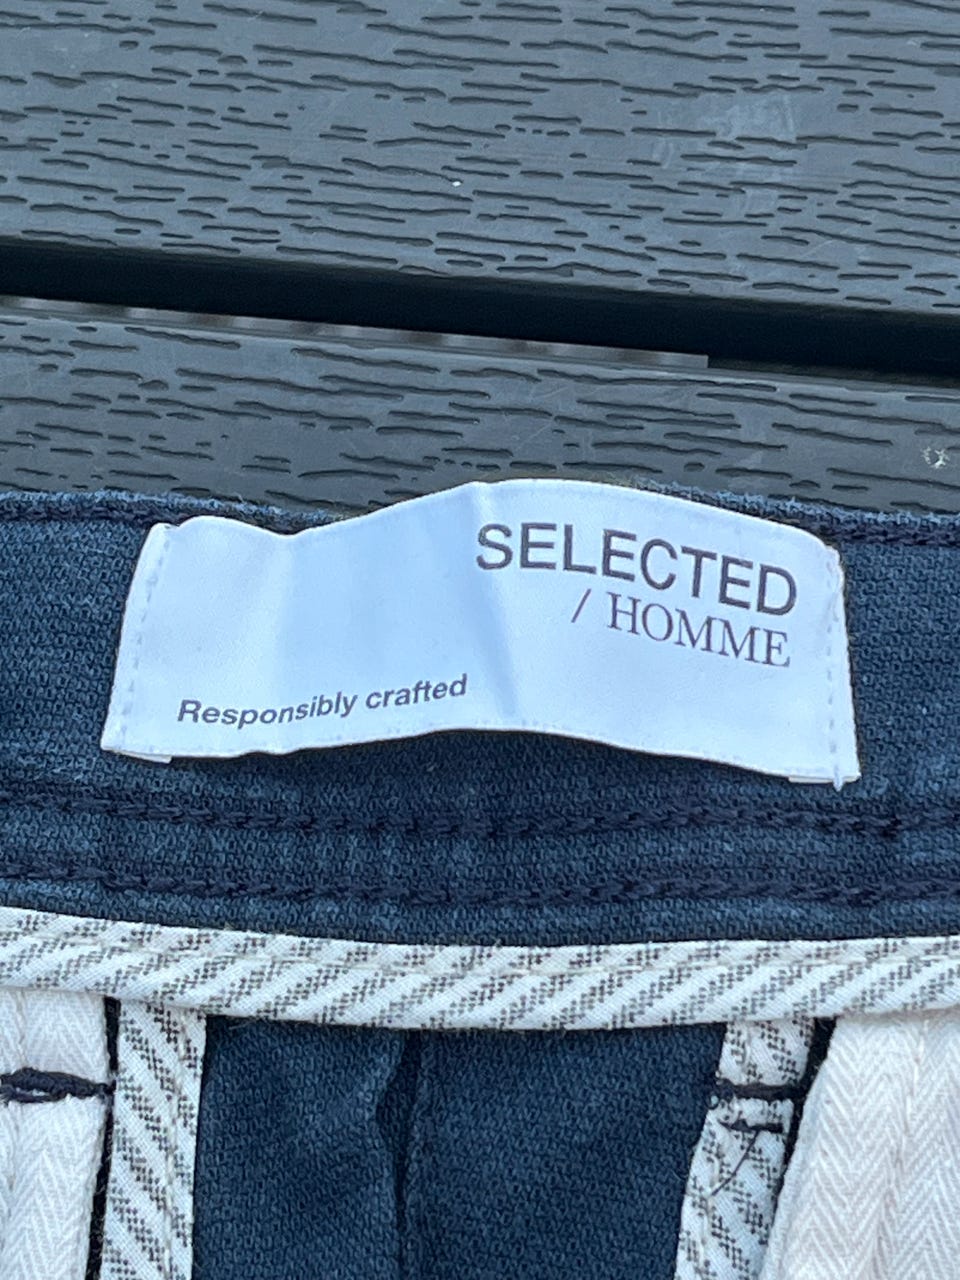 SELECTED
/ HOMME
Responsibly crafted